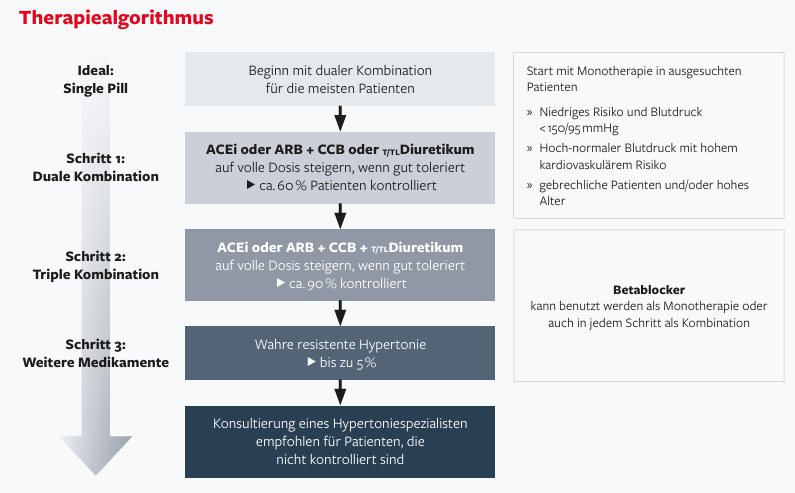 Therapiealgorithmus
Ideal:
Single Pill
Beginn mit dualer Kombination
für die meisten Patienten
Schritt 1:
Duale Kombination
ACEi oder ARB + CCB oder T/TLDiuretikum
auf volle Dosis steigern, wenn gut toleriert
▶ ca. 60 % Patienten kontrolliert
Schritt 2:
Triple Kombination
ACEi oder ARB + CCB + T/TLDiuretikum
auf volle Dosis steigern, wenn gut toleriert
▶ ca. 90 % kontrolliert
Schritt 3:
Weitere Medikamente
Wahre resistente Hypertonie
▶ bis zu 5 %
Konsultierung eines Hypertoniespezialisten
empfohlen für Patienten, die
nicht kontrolliert sind
Start mit Monotherapie in ausgesuchten
Patienten
» Niedriges Risiko und Blutdruck
< 150/95 mmHg
» Hoch-normaler Blutdruck mit hohem
kardiovaskulärem Risiko
» gebrechliche Patienten und/oder hohes
Alter
Betablocker
kann benutzt werden als Monotherapie oder
auch in jedem Schritt als Kombination